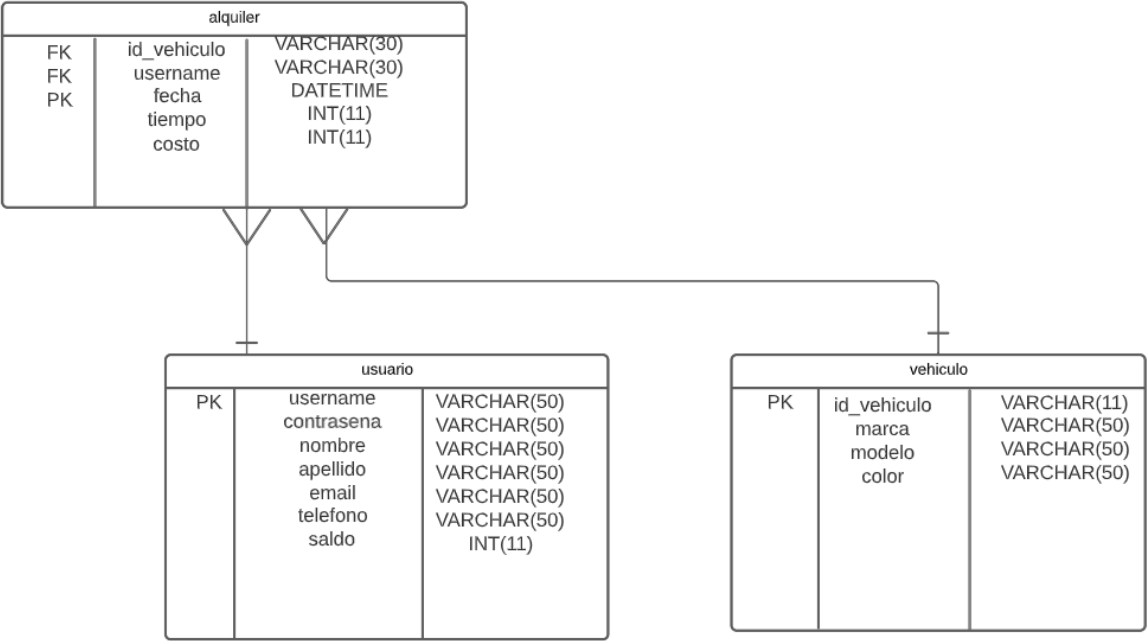 alquiler
FK id_vehiculo VARCHAR(30)
FK username VARCHAR(30)
PK fecha DATETIME
tiempo INT(11)
costo INT(11)
usuario
PK username VARCHAR(50)
contrasena VARCHAR(50)
nombre VARCHAR(50)
apellido VARCHAR(50)
email VARCHAR(50)
telefono VARCHAR(50)
saldo INT(11)
vehiculo
PK id_vehiculo VARCHAR(11)
marca VARCHAR(50)
modelo VARCHAR(50)
color VARCHAR(50)